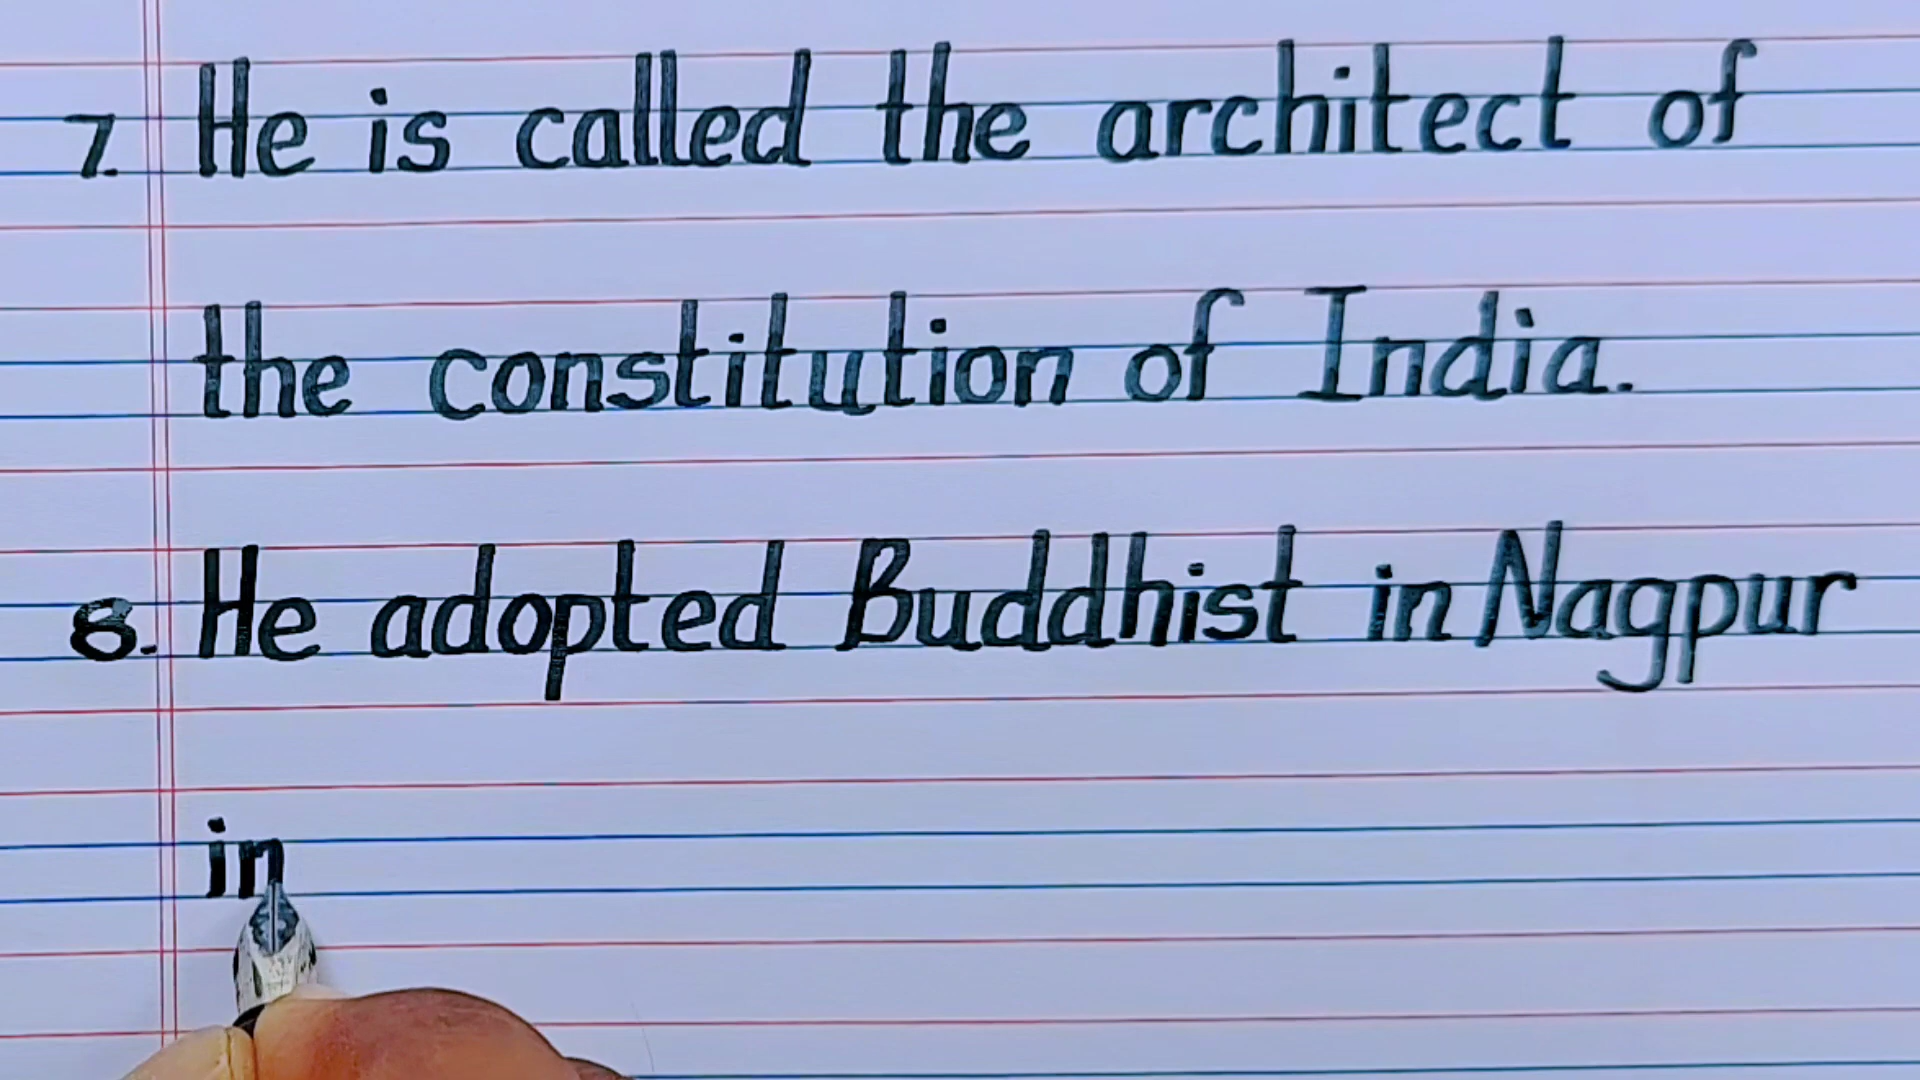 7. He is called the architect of
the constitution of India.
8. He adopted Buddhist in Nagpur
in